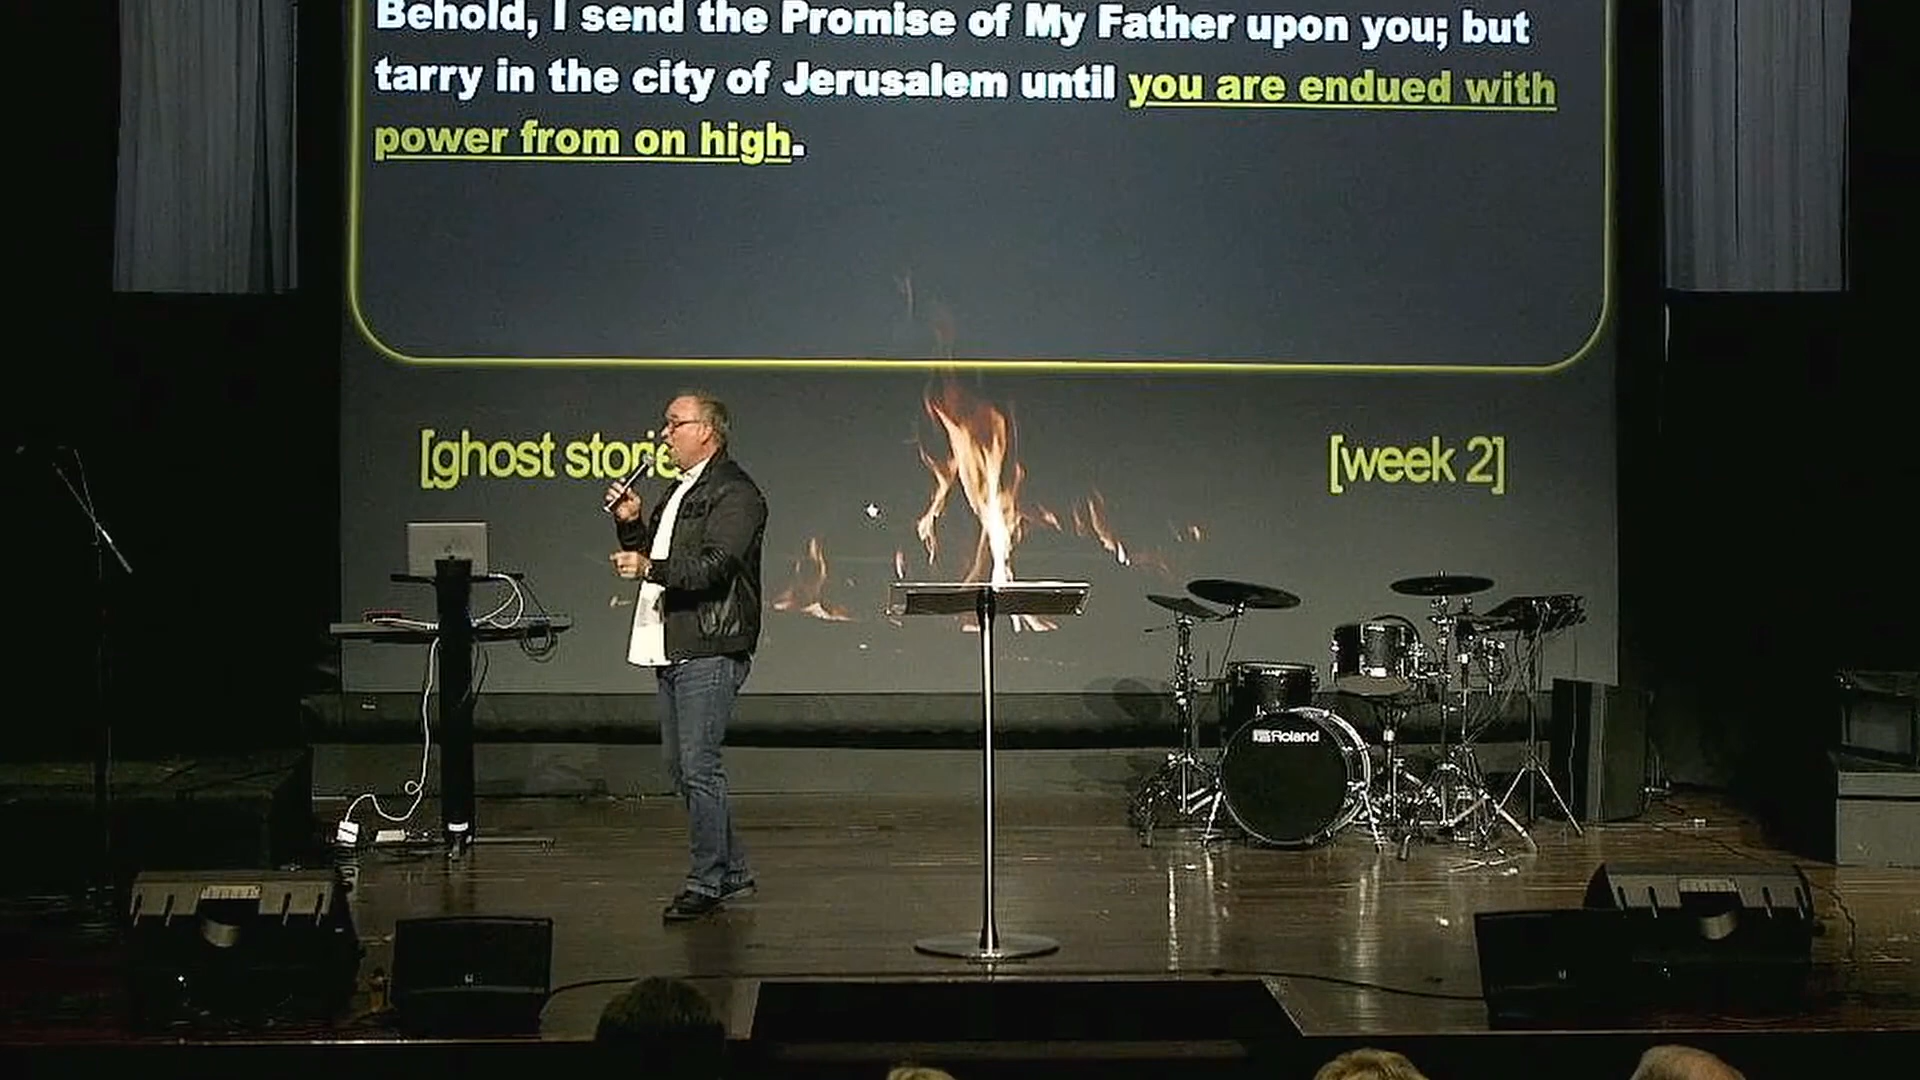 Behold, I send the Promise of My Father upon you; but
tarry in the city of Jerusalem until you are endued with
power from on high.
[ghost storie
[week 2]
Roland